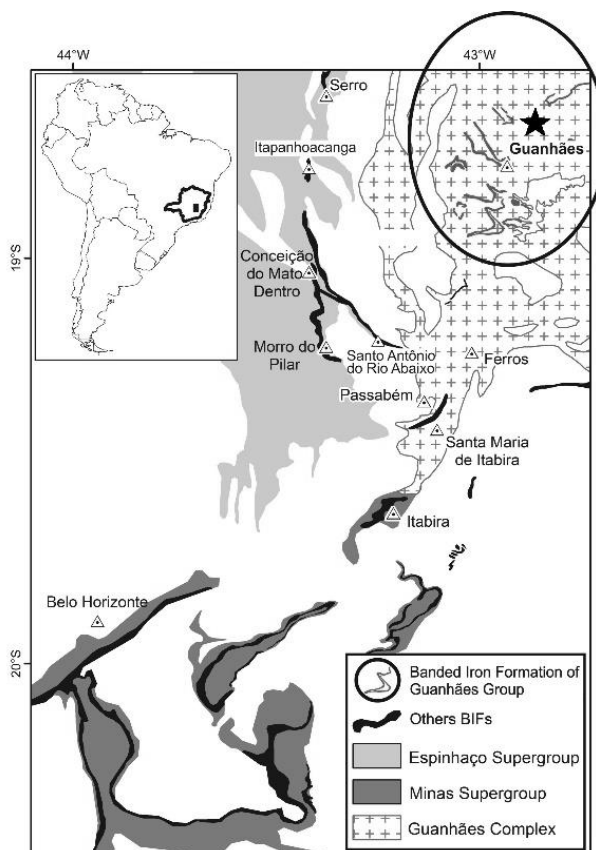 44°W
43°W
Serro
Itapanhoacanga
Guanhães
19°S
Conceição
do Mato
Dentro
Morro do
Pilar
Santo Antônio
do Rio Abaixo
Ferros
Passabém
Santa Maria
de Itabira
Itabira
Belo Horizonte
20°S
Banded Iron Formation of
Guanhães Group
Others BIFs
Espinhaço Supergroup
Minas Supergroup
Guanhães Complex